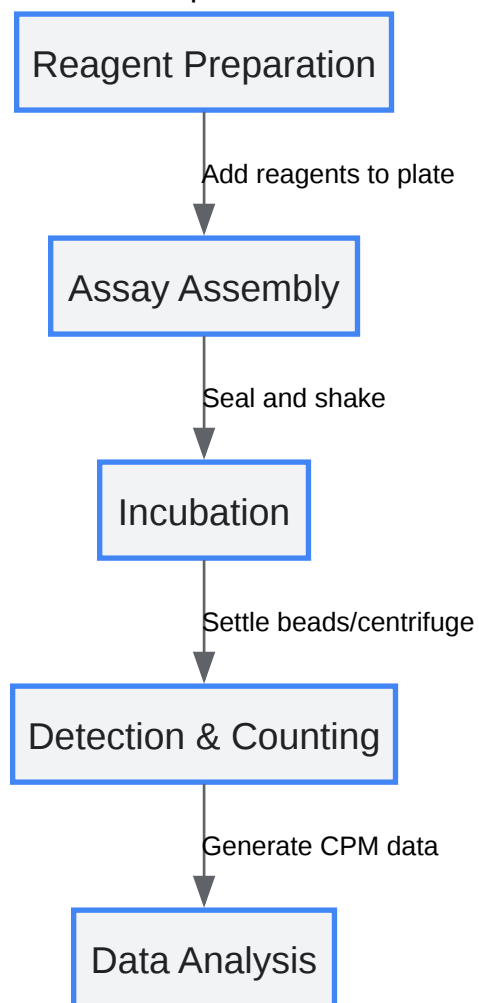 Reagent Preparation
Add reagents to plate
Assay Assembly
Seal and shake
Incubation
Settle beads/centrifuge
Detection & Counting
Generate CPM data
Data Analysis